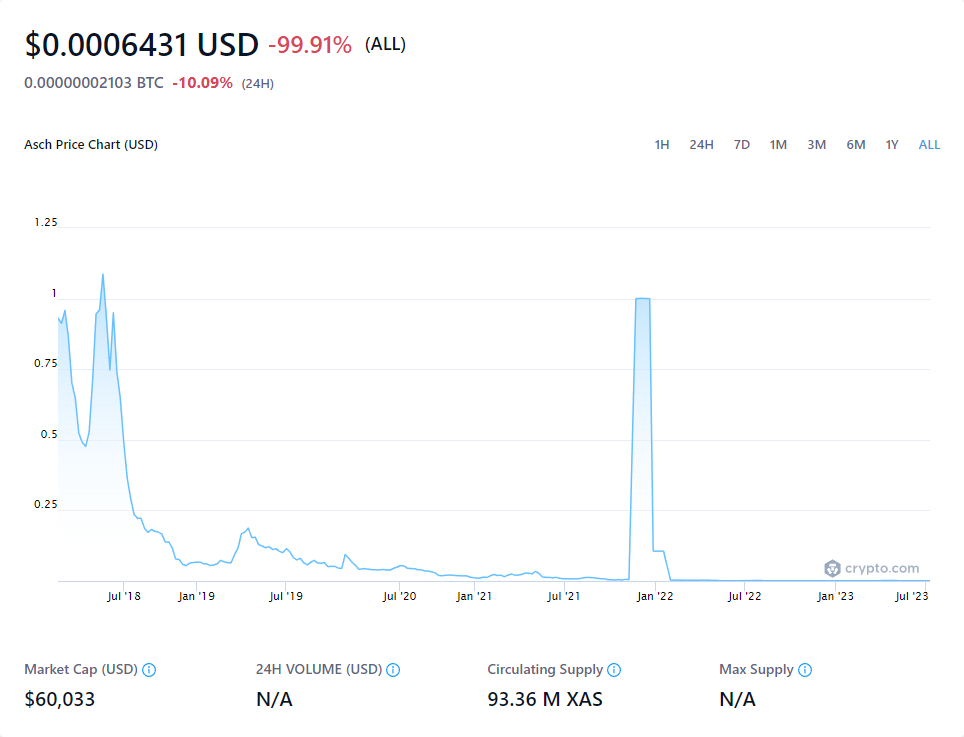 $0.0006431 USD -99.91% (ALL)
0.00000002103 BTC -10.09% (24H)
Asch Price Chart (USD) 1H 24H 7D 1M 3M 6M 1Y ALL
1.25
1
0.75
0.5
0.25
crypto.com
Jul '18 Jan '19 Jul '19 Jul '20 Jan '21 Jul '21 Jan '22 Jul '22 Jan '23 Jul '23
Market Cap (USD) 24H VOLUME (USD) Circulating Supply Max Supply
$60,033 N/A 93.36 M XAS N/A